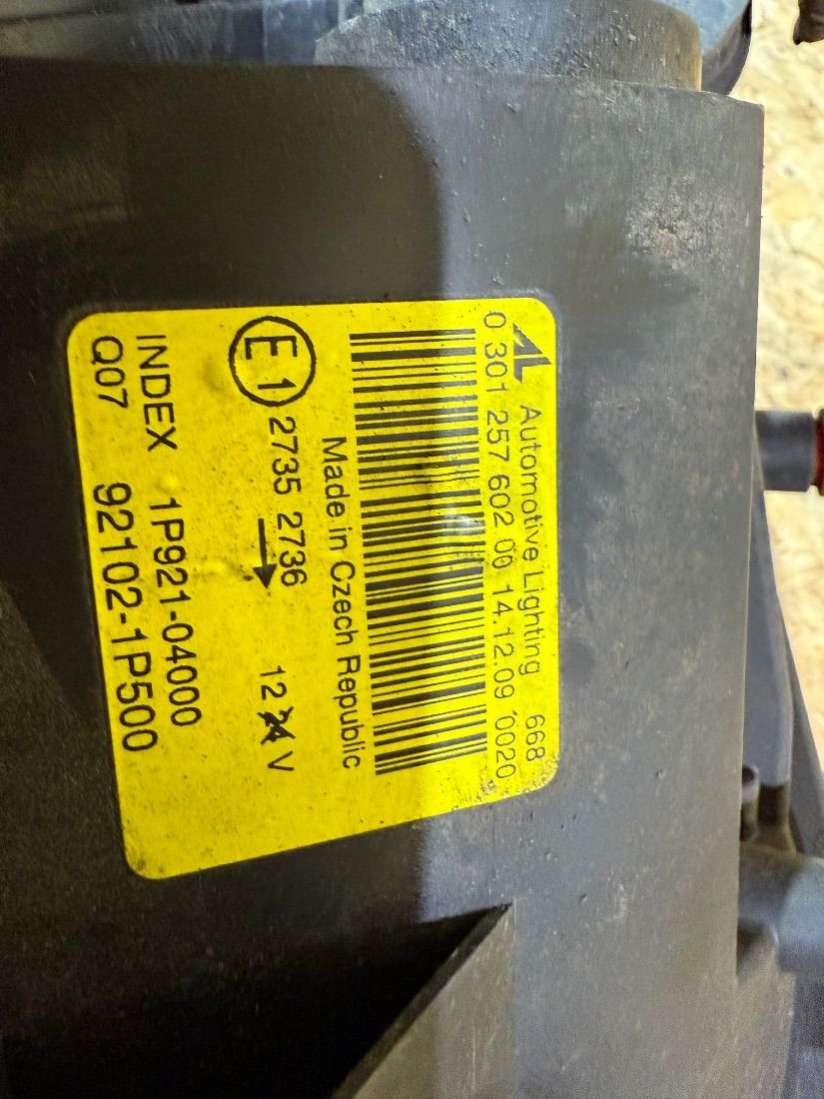 AL Automotive Lighting 668
0 301 257 602 00 14.12.09 0020
Made in Czech Republic
E1 2735 2736 → 12 24 V
INDEX 1P921-04000
Q07 92102-1P500